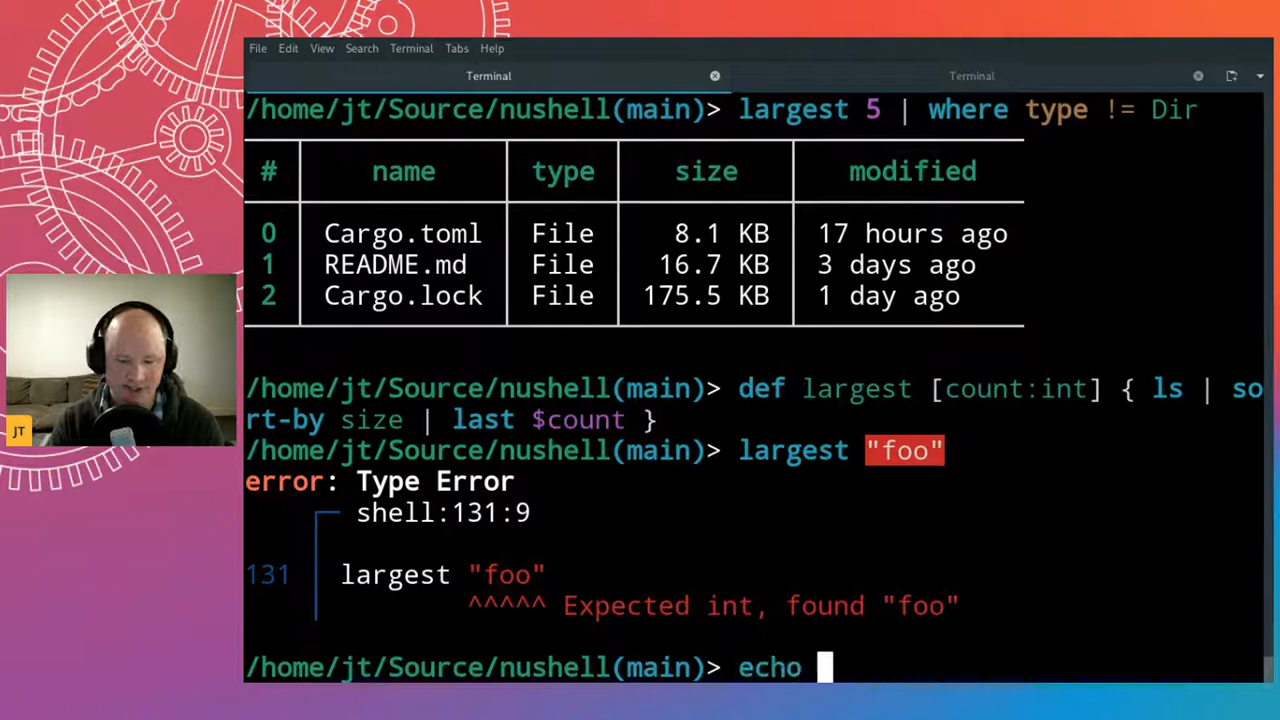 File Edit View Search Terminal Tabs Help
Terminal Terminal
/home/jt/Source/nushell(main)> largest 5 | where type != Dir
# name type size modified
0 Cargo.toml File 8.1 KB 17 hours ago
1 README.md File 16.7 KB 3 days ago
2 Cargo.lock File 175.5 KB 1 day ago
/home/jt/Source/nushell(main)> def largest [count:int] { ls | so
rt-by size | last $count }
/home/jt/Source/nushell(main)> largest "foo"
error: Type Error
shell:131:9
131 largest "foo"
^^^^^ Expected int, found "foo"
/home/jt/Source/nushell(main)> echo
JT